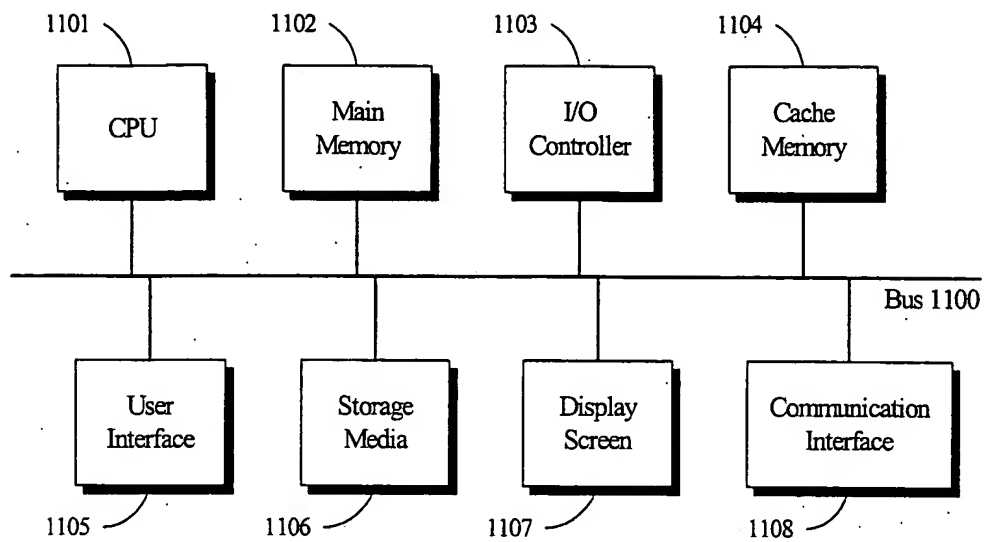 1101
1102
1103
1104
CPU
Main
Memory
I/O
Controller
Cache
Memory
Bus 1100
User
Interface
Storage
Media
Display
Screen
Communication
Interface
1105
1106
1107
1108